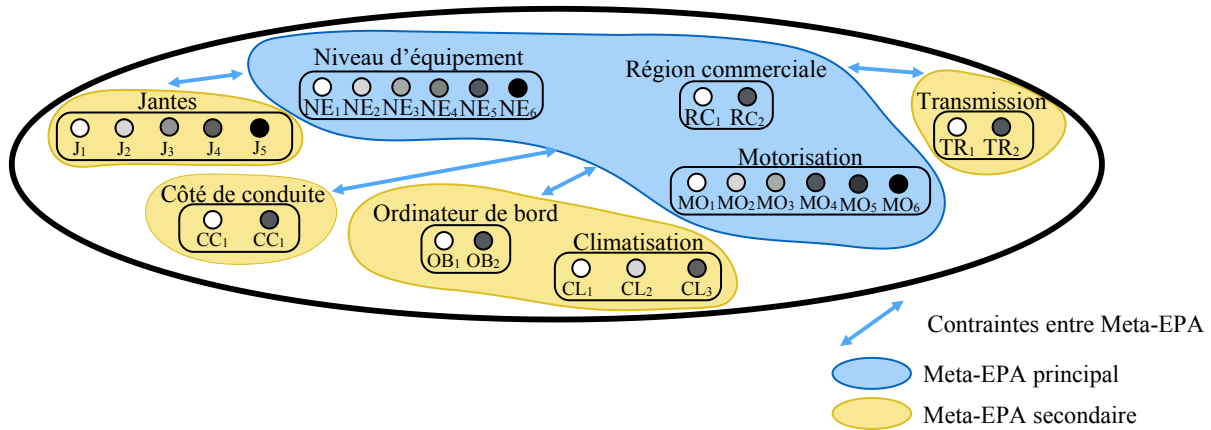 Niveau d'équipement
NE1 NE2 NE3 NE4 NE5 NE6
Région commerciale
RC1 RC2
Transmission
TR1 TR2
Jantes
J1 J2 J3 J4 J5
Motorisation
MO1 MO2 MO3 MO4 MO5 MO6
Côté de conduite
CC1 CC1
Ordinateur de bord
OB1 OB2
Climatisation
CL1 CL2 CL3
Contraintes entre Meta-EPA
Meta-EPA principal
Meta-EPA secondaire